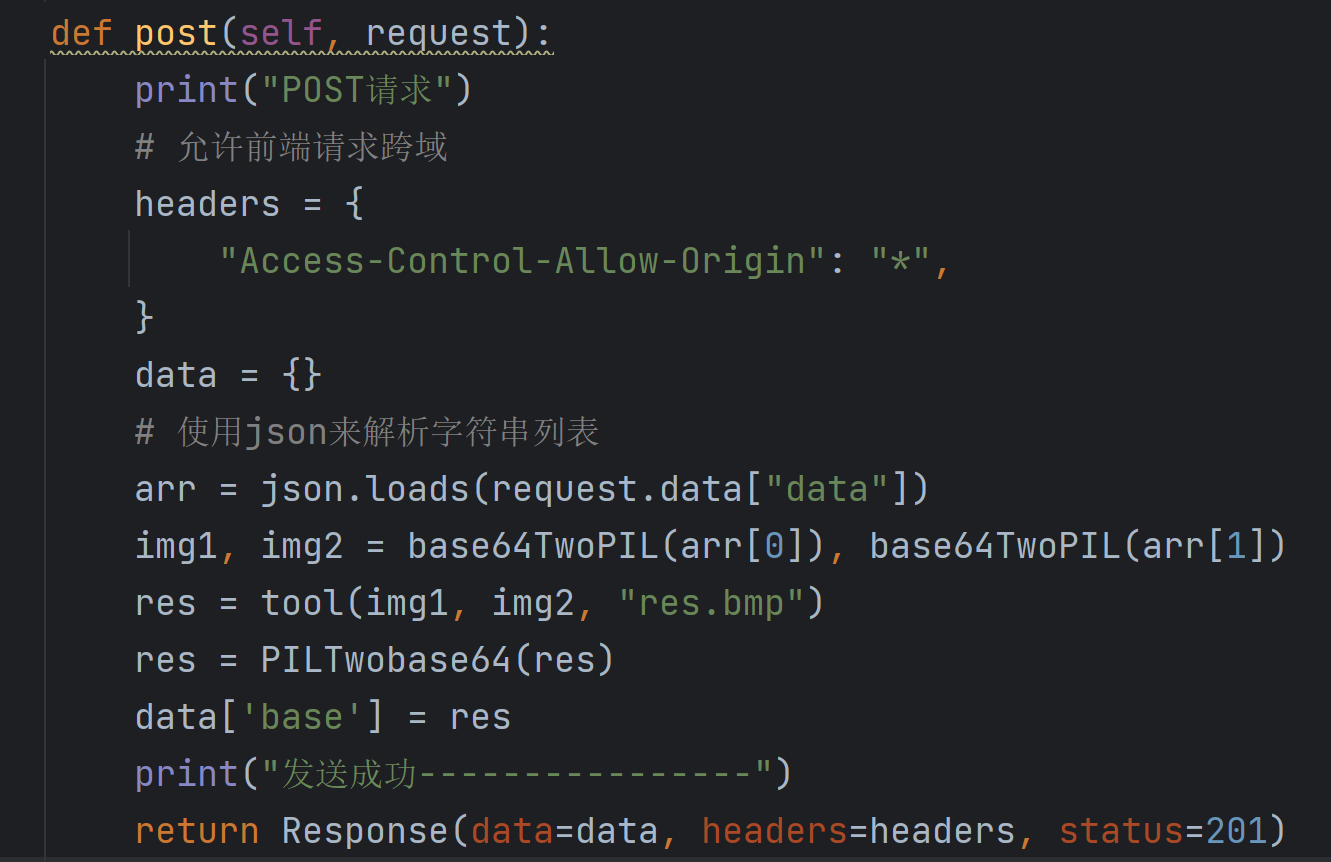 def post(self, request):
print("POST请求")
# 允许前端请求跨域
headers = {
"Access-Control-Allow-Origin": "*",
}
data = {}
# 使用json来解析字符串列表
arr = json.loads(request.data["data"])
img1, img2 = base64TwoPIL(arr[0]), base64TwoPIL(arr[1])
res = tool(img1, img2, "res.bmp")
res = PILTwobase64(res)
data['base'] = res
print("发送成功----------------")
return Response(data=data, headers=headers, status=201)